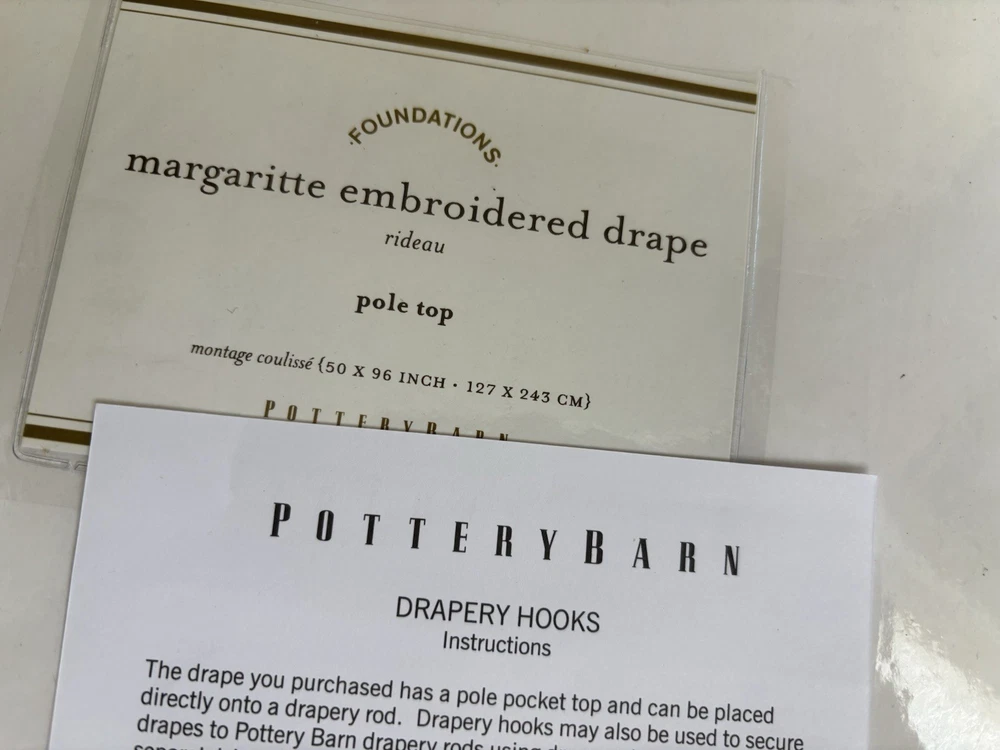 ·FOUNDATIONS·
margaritte embroidered drape
rideau
pole top
montage coulissé {50 X 96 INCH · 127 X 243 CM}
POTTERYBARN
POTTERYBARN
DRAPERY HOOKS
Instructions
The drape you purchased has a pole pocket top and can be placed
directly onto a drapery rod. Drapery hooks may also be used to secure
drapes to Pottery Barn drapery rods using